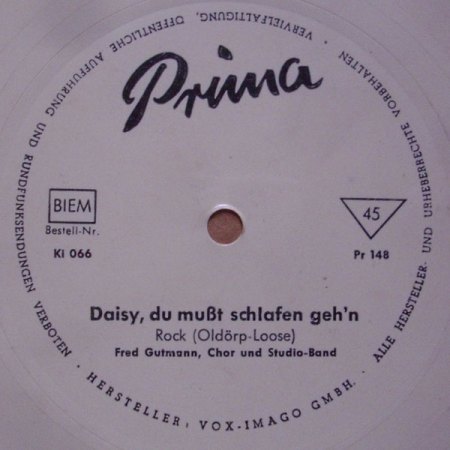 Prima
BIEM
Bestell-Nr.
Ki 066
45
Pr 148
Daisy, du mußt schlafen geh'n
Rock (Oldörp-Loose)
Fred Gutmann, Chor und Studio-Band
· HERSTELLER: VOX-IMAGO GMBH. · ALLE HERSTELLER- UND URHEBERRECHTE VORBEHALTEN · VERVIELFÄLTIGUNG, ÖFFENTLICHE AUFFÜHRUNG UND RUNDFUNKSENDUNGEN VERBOTEN